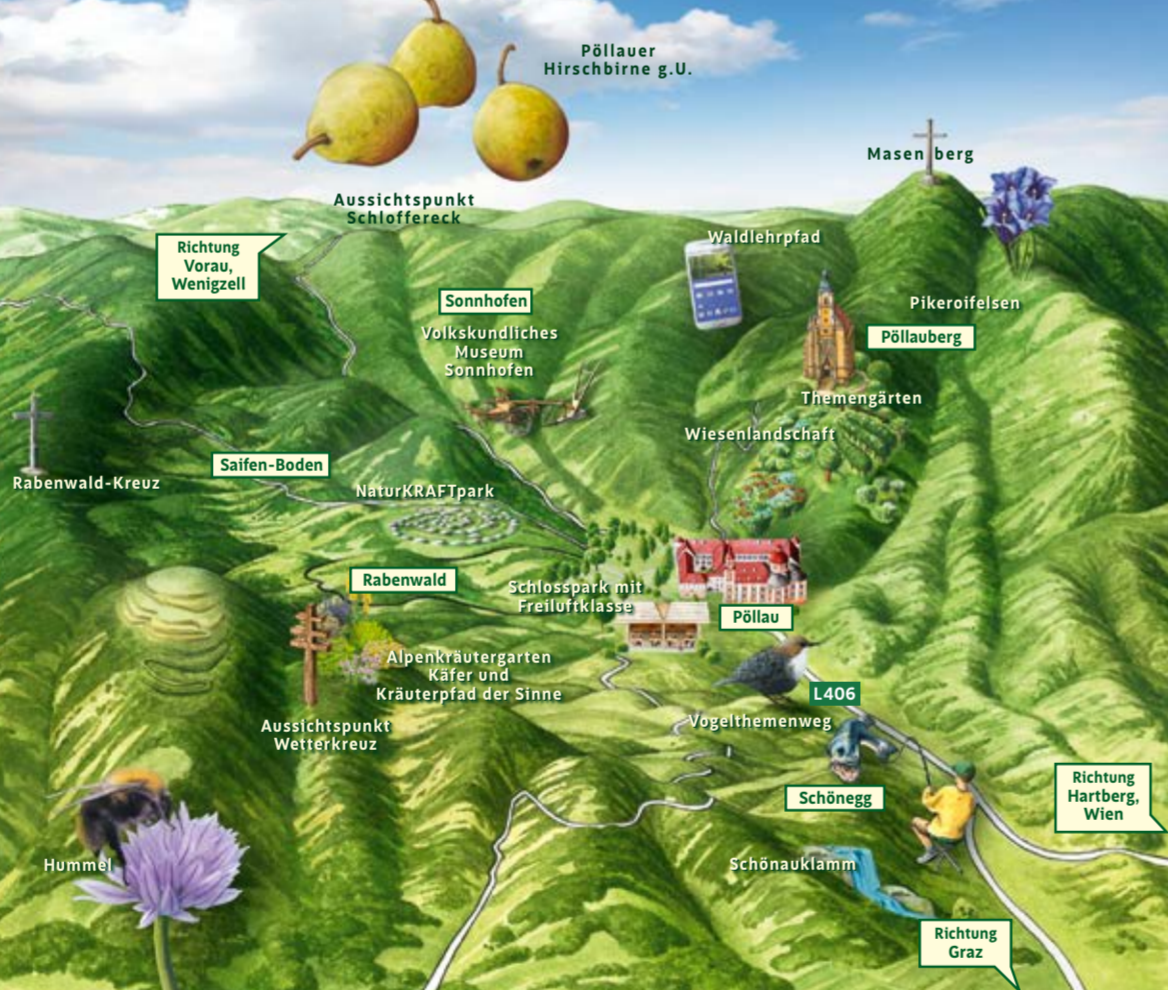 Pöllauer
Hirschbirne g.U.
Masenberg
Aussichtspunkt
Schloffereck
Richtung
Vorau,
Wenigzell
Waldlehrpfad
Sonnhofen
Pikeroifelsen
Volkskundliches
Museum
Sonnhofen
Pöllauberg
Themengärten
Wiesenlandschaft
Saifen-Boden
Rabenwald-Kreuz
NaturKRAFTpark
Rabenwald
Schlosspark mit
Freiluftklasse
Pöllau
Alpenkräutergarten
Käfer und
Kräuterpfad der Sinne
L406
Aussichtspunkt
Wetterkreuz
Vogelthemenweg
Schönegg
Richtung
Hartberg,
Wien
Hummel
Schönauklamm
Richtung
Graz